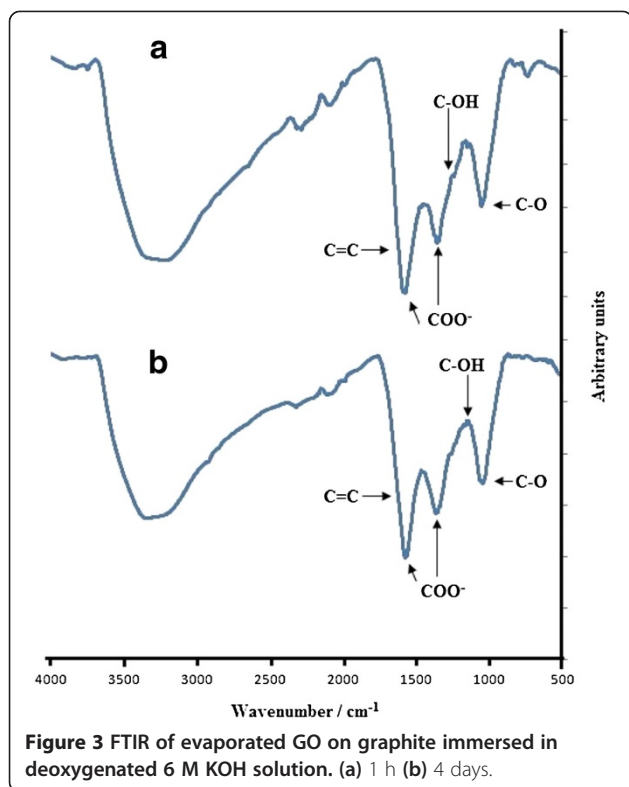 a
C-OH
C-O
C=C
COO⁻
b
C-OH
C-O
C=C
COO⁻
Arbitrary units
4000 3500 3000 2500 2000 1500 1000 500
Wavenumber / cm⁻¹
Figure 3 FTIR of evaporated GO on graphite immersed in
deoxygenated 6 M KOH solution. (a) 1 h (b) 4 days.